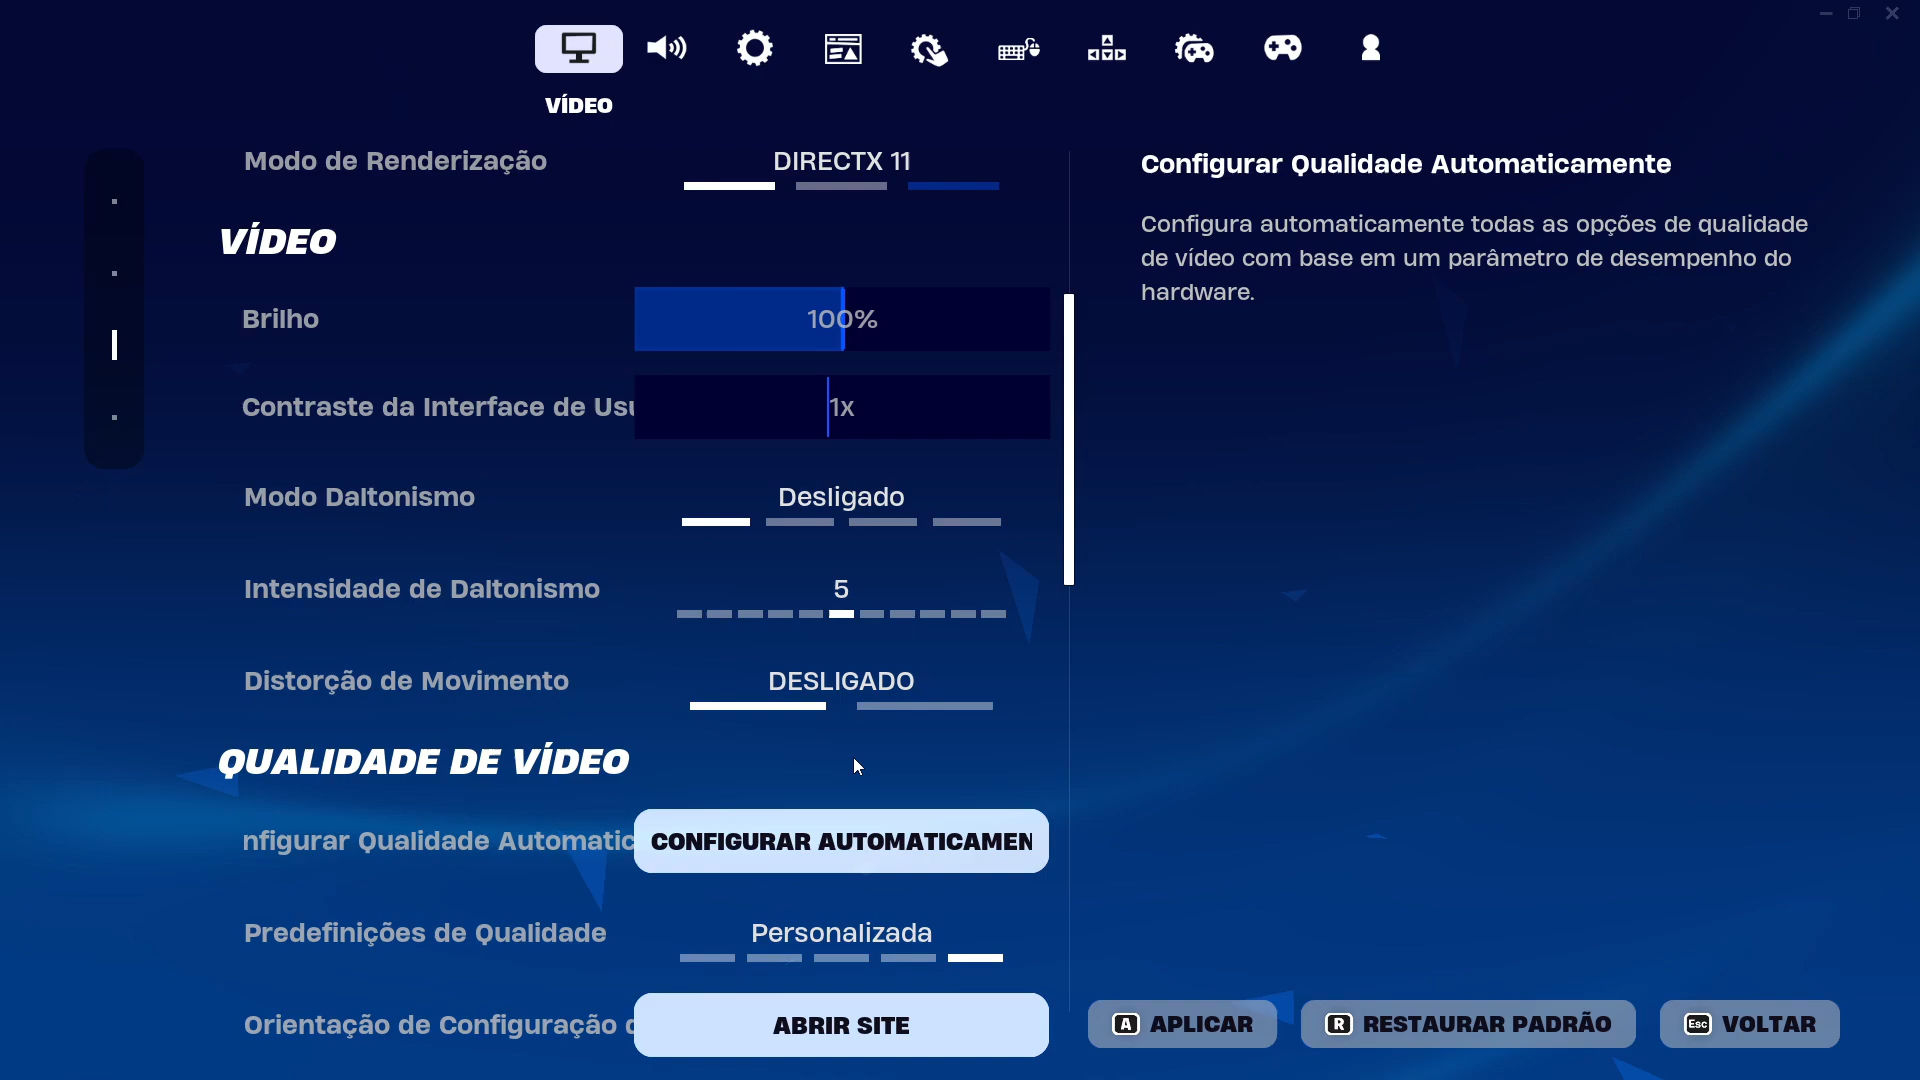 VÍDEO
Modo de Renderização
DIRECTX 11
VÍDEO
Brilho
100%
Contraste da Interface de Usu
1x
Modo Daltonismo
Desligado
Intensidade de Daltonismo
5
Distorção de Movimento
DESLIGADO
QUALIDADE DE VÍDEO
nfigurar Qualidade Automatic
CONFIGURAR AUTOMATICAMEN
Predefinições de Qualidade
Personalizada
Orientação de Configuração d
ABRIR SITE
Configurar Qualidade Automaticamente
Configura automaticamente todas as opções de qualidade
de vídeo com base em um parâmetro de desempenho do
hardware.
A APLICAR
R RESTAURAR PADRÃO
Esc VOLTAR